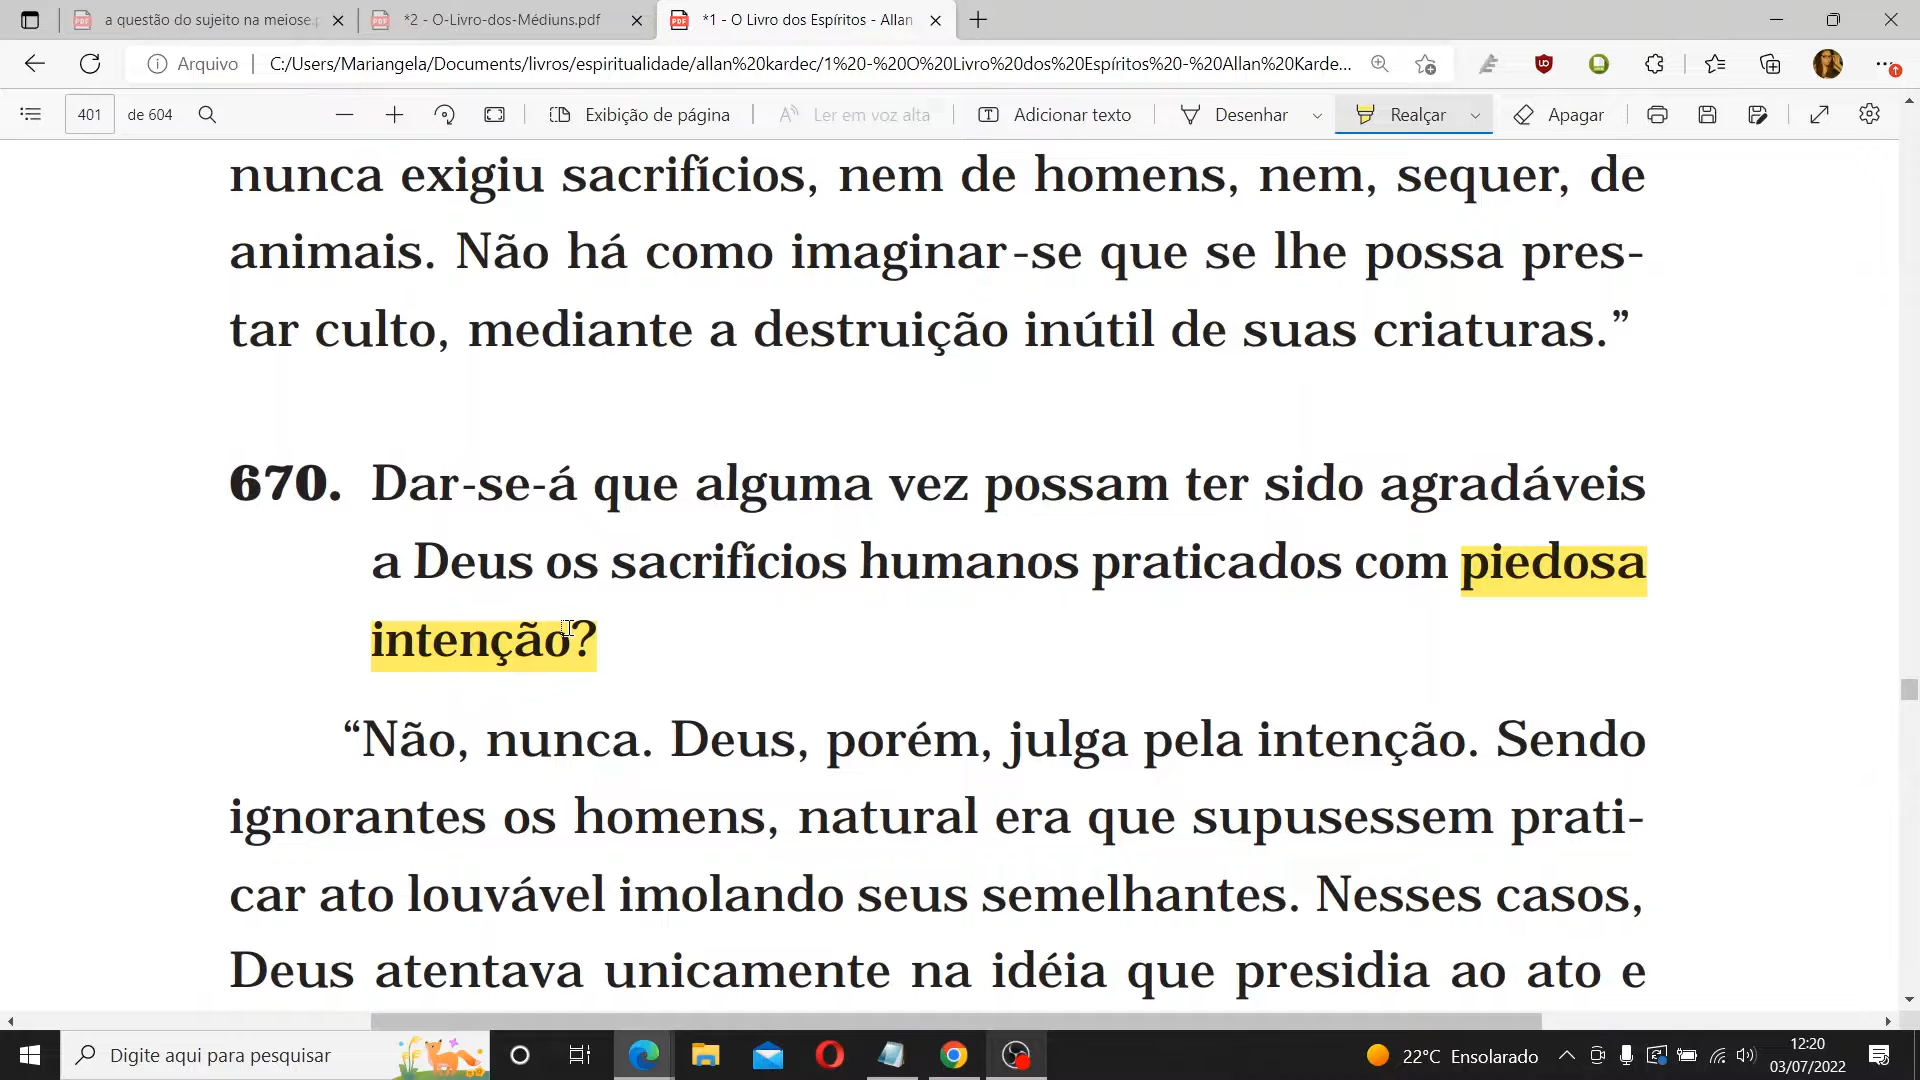 a questão do sujeito na meiose.p
*2 - O-Livro-dos-Médiuns.pdf
*1 - O Livro dos Espíritos - Allan
Arquivo
C:/Users/Mariangela/Documents/livros/espiritualidade/allan%20kardec/1%20-%20O%20Livro%20dos%20Espíritos%20-%20Allan%20Karde...
401 de 604
Exibição de página
Ler em voz alta
Adicionar texto
Desenhar
Realçar
Apagar
nunca exigiu sacrifícios, nem de homens, nem, sequer, de
animais. Não há como imaginar-se que se lhe possa pres-
tar culto, mediante a destruição inútil de suas criaturas.”
670. Dar-se-á que alguma vez possam ter sido agradáveis
a Deus os sacrifícios humanos praticados com piedosa
intenção?
“Não, nunca. Deus, porém, julga pela intenção. Sendo
ignorantes os homens, natural era que supusessem prati-
car ato louvável imolando seus semelhantes. Nesses casos,
Deus atentava unicamente na idéia que presidia ao ato e
Digite aqui para pesquisar
22°C Ensolarado
12:20
03/07/2022